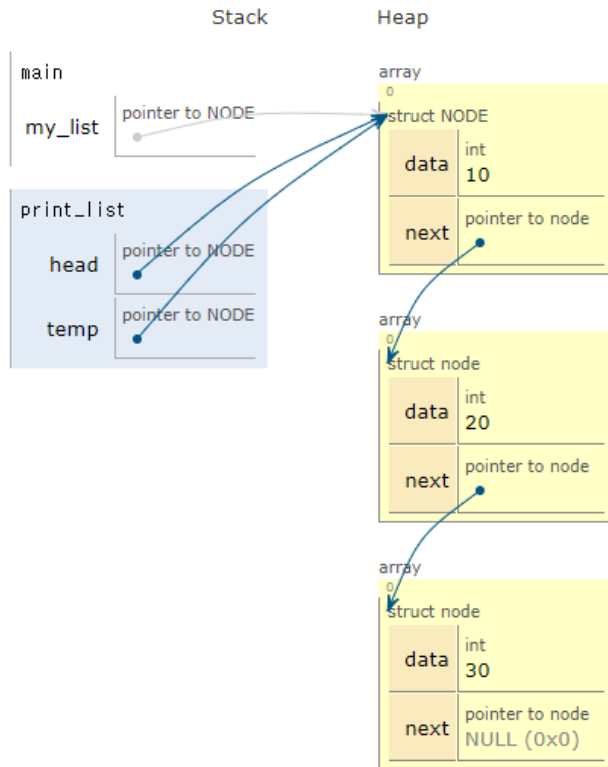 Stack Heap
main
my_list
pointer to NODE
print_list
head
pointer to NODE
temp
pointer to NODE
array
0
struct NODE
data
int
10
next
pointer to node
array
0
struct node
data
int
20
next
pointer to node
array
0
struct node
data
int
30
next
pointer to node
NULL (0x0)